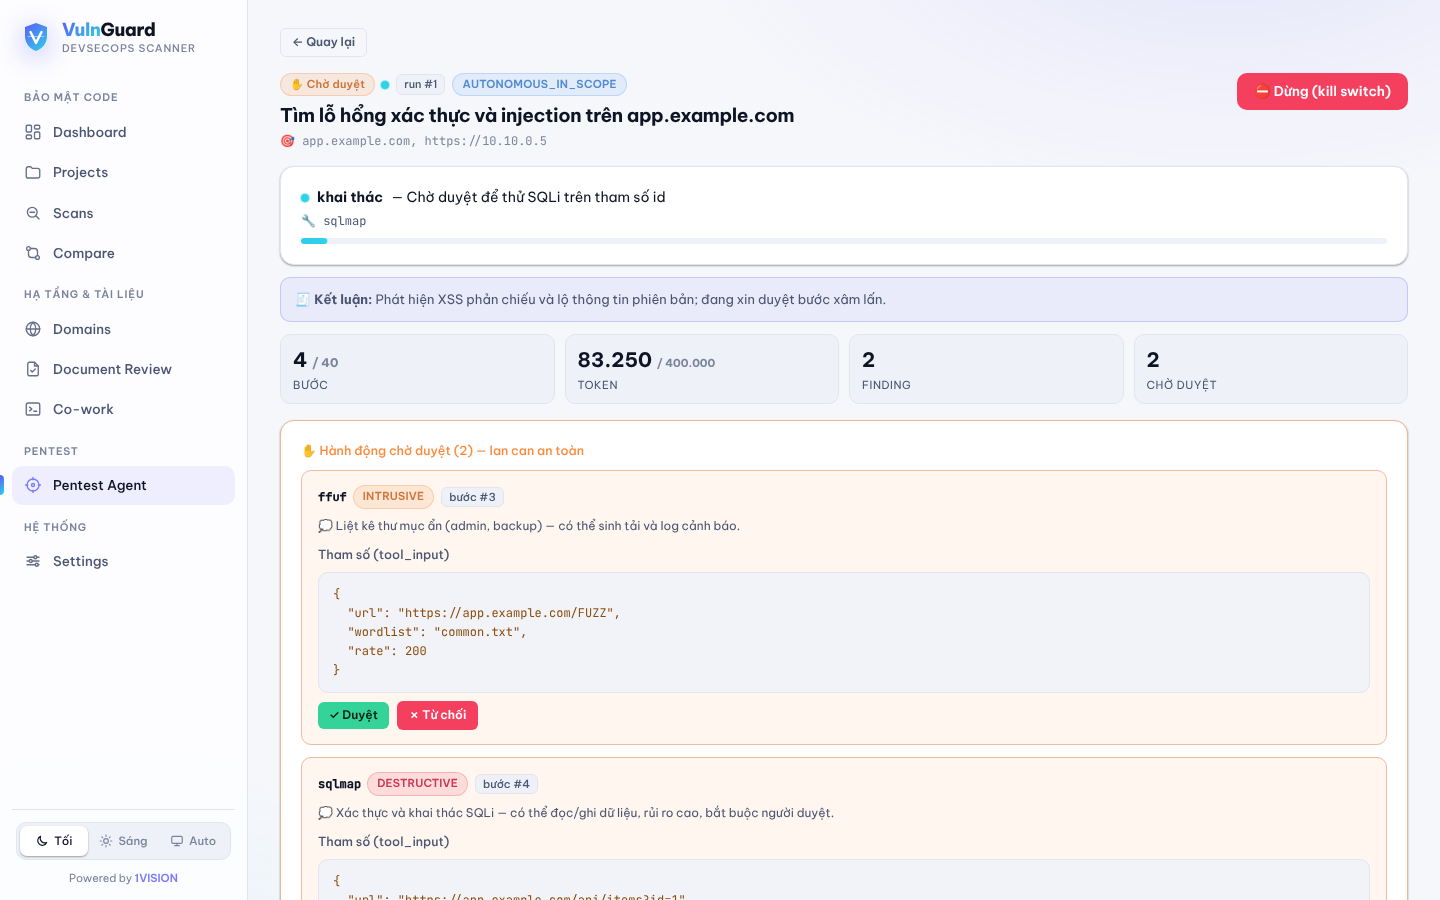 VulnGuard
DEVSECOPS SCANNER
BẢO MẬT CODE
Dashboard
Projects
Scans
Compare
HẠ TẦNG & TÀI LIỆU
Domains
Document Review
Co-work
PENTEST
Pentest Agent
HỆ THỐNG
Settings
Tối Sáng Auto
Powered by 1VISION
← Quay lại
✋ Chờ duyệt run #1 AUTONOMOUS_IN_SCOPE
⛔ Dừng (kill switch)
Tìm lỗ hổng xác thực và injection trên app.example.com
🎯 app.example.com, https://10.10.0.5
khai thác — Chờ duyệt để thử SQLi trên tham số id
🔧 sqlmap
🧾 Kết luận: Phát hiện XSS phản chiếu và lộ thông tin phiên bản; đang xin duyệt bước xâm lấn.
4 / 40
BƯỚC
83.250 / 400.000
TOKEN
2
FINDING
2
CHỜ DUYỆT
✋ Hành động chờ duyệt (2) — lan can an toàn
ffuf INTRUSIVE bước #3
💭 Liệt kê thư mục ẩn (admin, backup) — có thể sinh tải và log cảnh báo.
Tham số (tool_input)
{
"url": "https://app.example.com/FUZZ",
"wordlist": "common.txt",
"rate": 200
}
✓ Duyệt × Từ chối
sqlmap DESTRUCTIVE bước #4
💭 Xác thực và khai thác SQLi — có thể đọc/ghi dữ liệu, rủi ro cao, bắt buộc người duyệt.
Tham số (tool_input)
{
"url": "https://app.example.com/api/items?id=1"